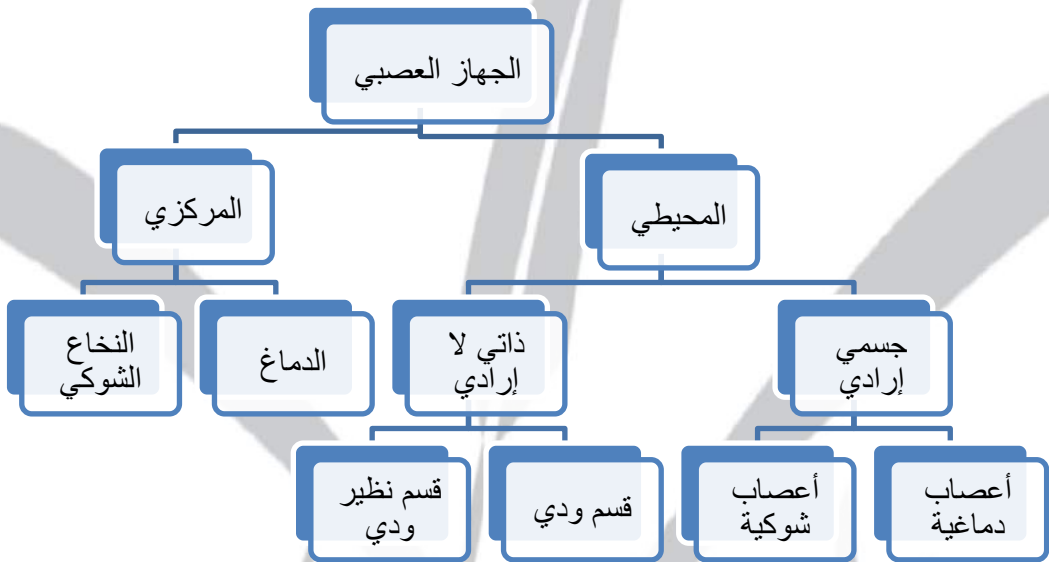 الجهاز العصبي
المحيطي
المركزي
جسمي
إرادي
ذاتي لا
إرادي
الدماغ
النخاع
الشوكي
أعصاب
دماغية
أعصاب
شوكية
قسم ودي
قسم نظير
ودي